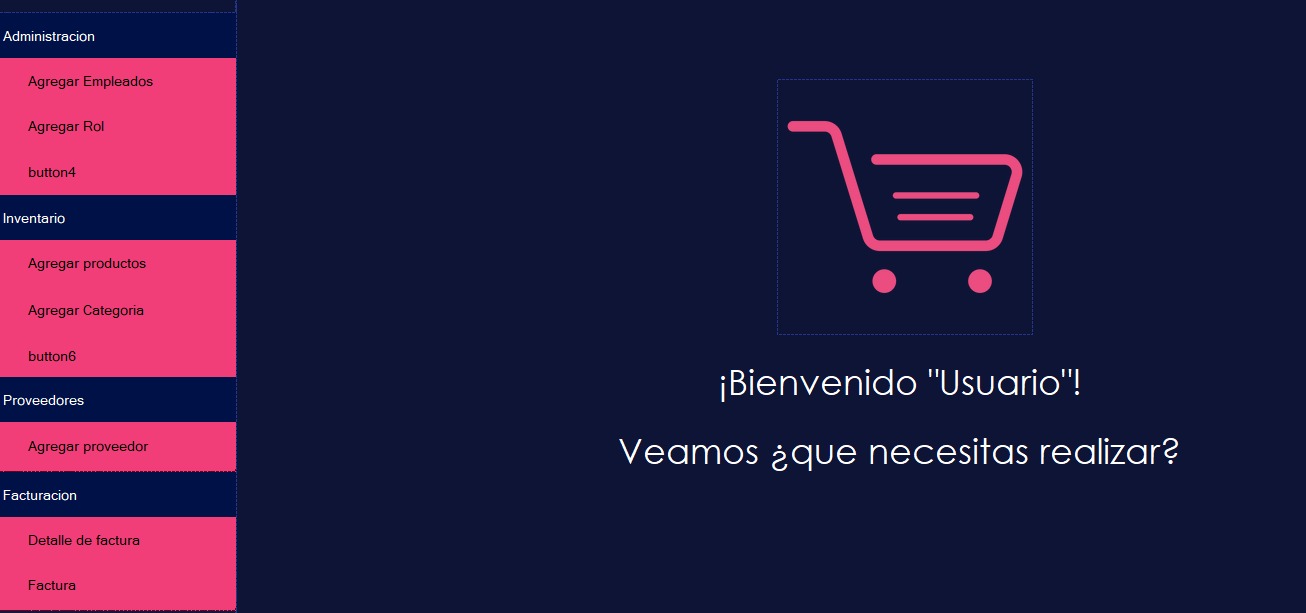 Administracion
Agregar Empleados
Agregar Rol
button4
Inventario
Agregar productos
Agregar Categoria
button6
Proveedores
Agregar proveedor
Facturacion
Detalle de factura
Factura
¡Bienvenido "Usuario"!
Veamos ¿que necesitas realizar?